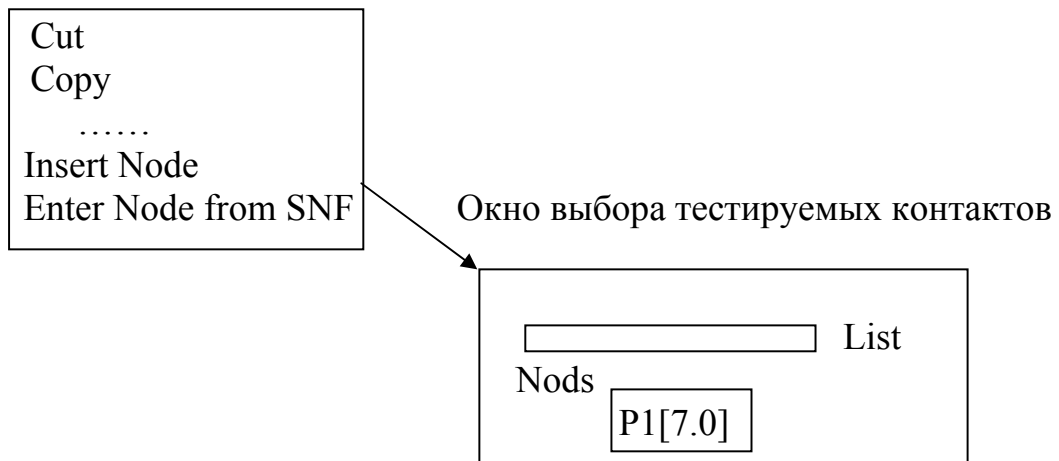 Cut
Copy
……
Insert Node
Enter Node from SNF
Окно выбора тестируемых контактов
List
Nods
P1[7.0]